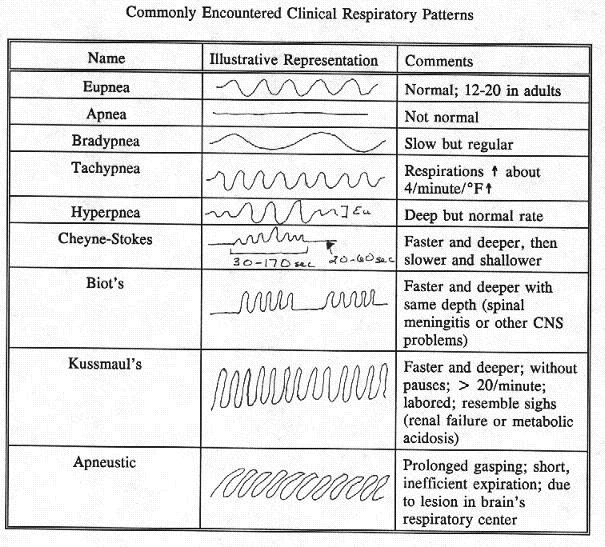 Commonly Encountered Clinical Respiratory Patterns
Name Illustrative Representation Comments
Eupnea Normal; 12-20 in adults
Apnea Not normal
Bradypnea Slow but regular
Tachypnea Respirations ↑ about
4/minute/°F↑
Hyperpnea ]Eu Deep but normal rate
Cheyne-Stokes Faster and deeper, then
slower and shallower
30-170 sec 20-60 sec
Biot's Faster and deeper with
same depth (spinal
meningitis or other CNS
problems)
Kussmaul's Faster and deeper; without
pauses; > 20/minute;
labored; resemble sighs
(renal failure or metabolic
acidosis)
Apneustic Prolonged gasping; short,
inefficient expiration; due
to lesion in brain's
respiratory center